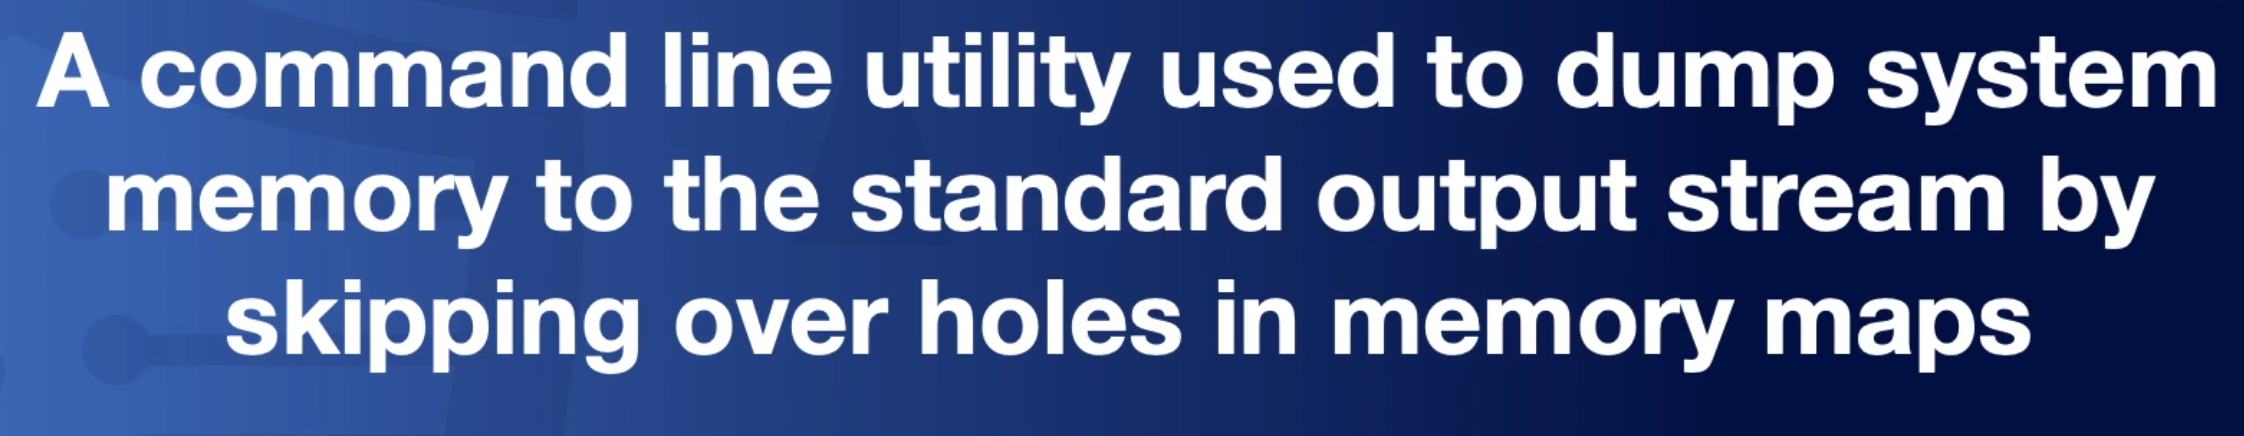 A command line utility used to dump system
memory to the standard output stream by
skipping over holes in memory maps